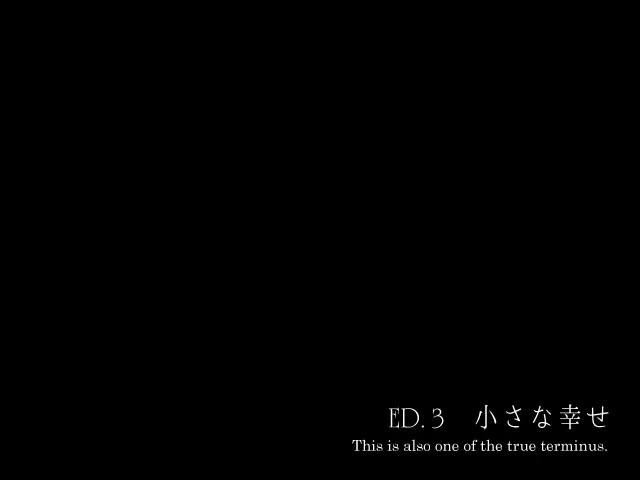 ED. 3　小さな幸せ
This is also one of the true terminus.